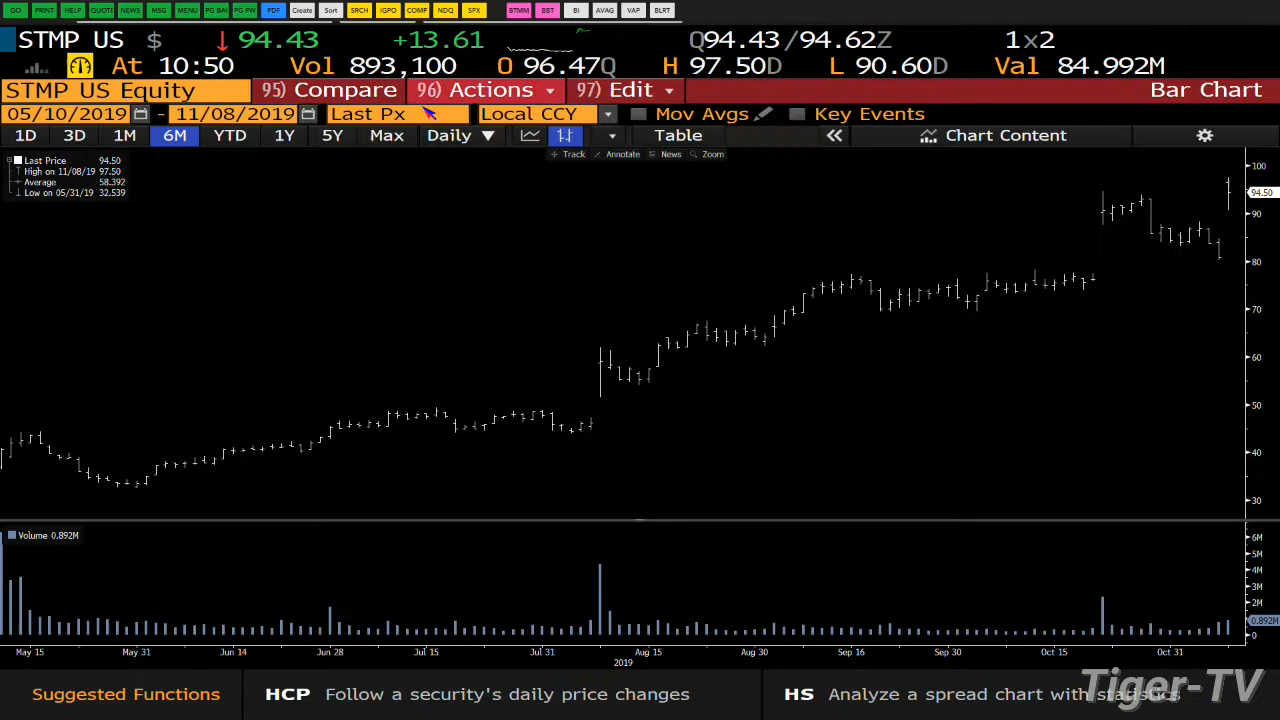 GO PRINT HELP QUOTE NEWS MSG MENU PG BAC PG FW PDF Create Sort SRCH IGPO COMP NDQ SPX BTMM BBT BI AVAG VAP BLRT
STMP US $ ↓ 94.43 +13.61 Q94.43 /94.62Z 1x2
At 10:50 Vol 893,100 O 96.47Q H 97.50D L 90.60D Val 84.992M
STMP US Equity 95) Compare 96) Actions 97) Edit Bar Chart
05/10/2019 - 11/08/2019 Last Px Local CCY Mov Avgs Key Events
1D 3D 1M 6M YTD 1Y 5Y Max Daily ▼ Table « Chart Content
Track Annotate News Zoom
Last Price 94.50
High on 11/08/19 97.50
Average 58.392
Low on 05/31/19 32.539
100
94.50
90
80
70
60
50
40
30
Volume 0.892M
6M
5M
4M
3M
2M
0.892M
0
May 15 May 31 Jun 14 Jun 28 Jul 15 Jul 31 Aug 15 Aug 30 Sep 16 Sep 30 Oct 15 Oct 31
2019
Suggested Functions HCP Follow a security's daily price changes HS Analyze a spread chart with statistics
Tiger-TV